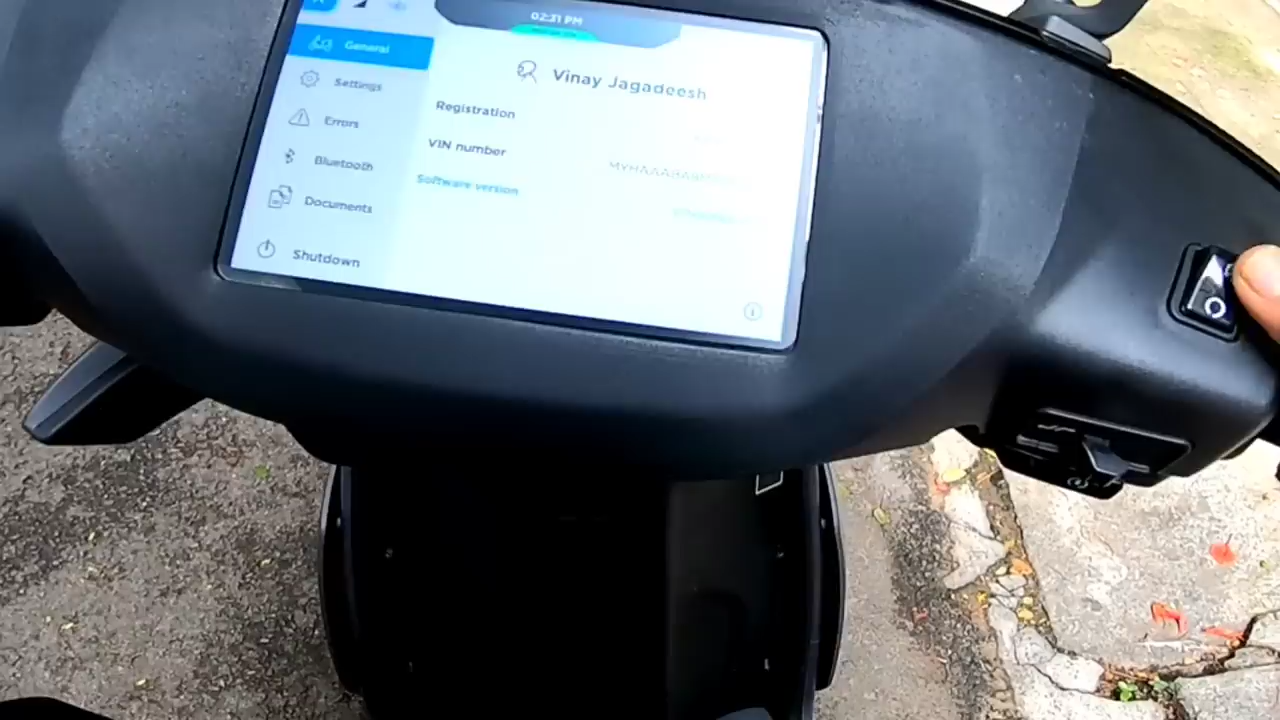 02:31 PM
General
Vinay Jagadeesh
Settings
Registration
Errors
VIN number
Bluetooth
Software version
Documents
Shutdown